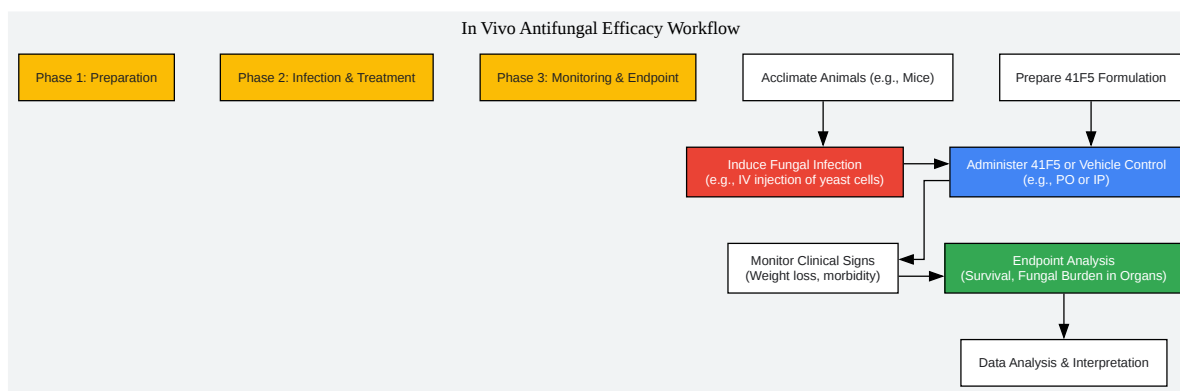 In Vivo Antifungal Efficacy Workflow
Phase 1: Preparation
Phase 2: Infection & Treatment
Phase 3: Monitoring & Endpoint
Acclimate Animals (e.g., Mice)
Prepare 41F5 Formulation
Induce Fungal Infection
(e.g., IV injection of yeast cells)
Administer 41F5 or Vehicle Control
(e.g., PO or IP)
Monitor Clinical Signs
(Weight loss, morbidity)
Endpoint Analysis
(Survival, Fungal Burden in Organs)
Data Analysis & Interpretation